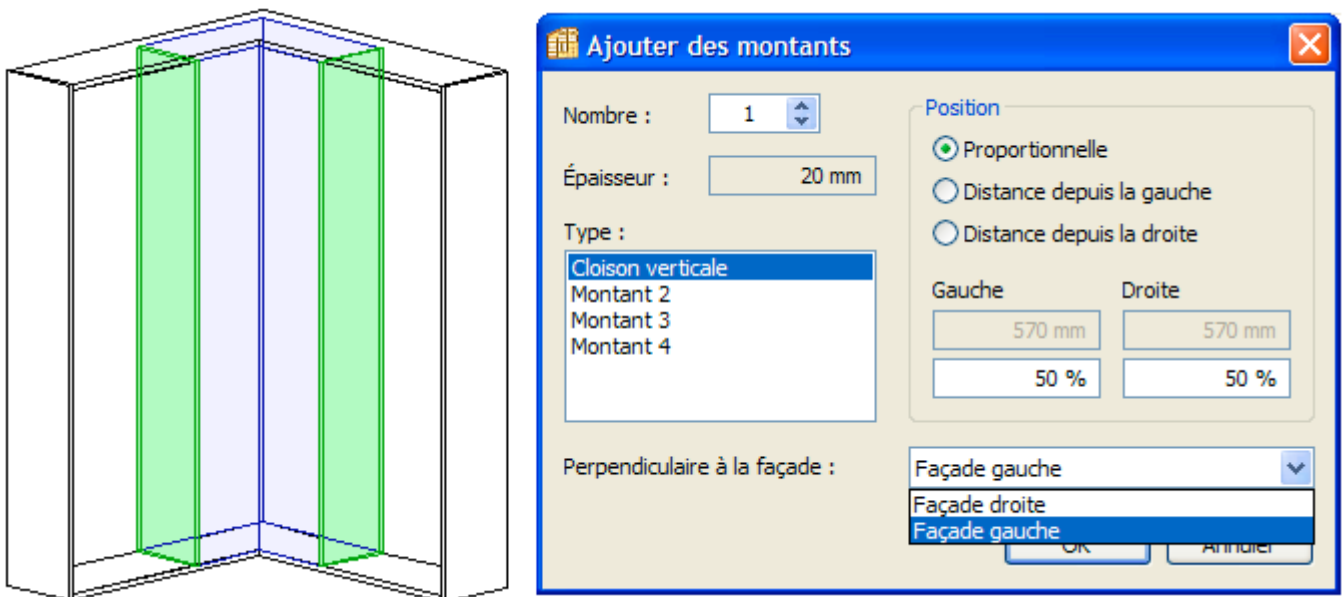 Ajouter des montants
Nombre :
1
Épaisseur :
20 mm
Type :
Cloison verticale
Montant 2
Montant 3
Montant 4
Position
Proportionnelle
Distance depuis la gauche
Distance depuis la droite
Gauche Droite
570 mm 570 mm
50 % 50 %
Perpendiculaire à la façade :
Façade gauche
Façade droite
Façade gauche
OK Annuler